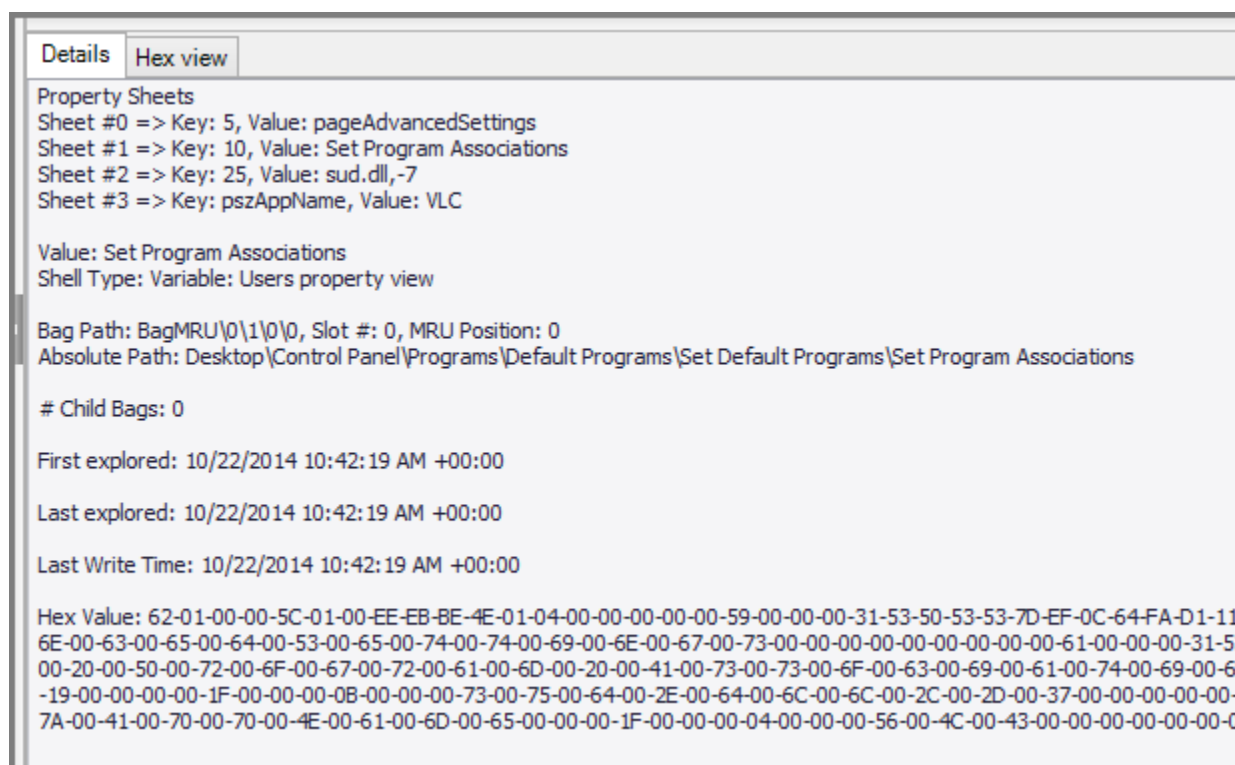 Details
Hex view
Property Sheets
Sheet #0 => Key: 5, Value: pageAdvancedSettings
Sheet #1 => Key: 10, Value: Set Program Associations
Sheet #2 => Key: 25, Value: sud.dll,-7
Sheet #3 => Key: pszAppName, Value: VLC
Value: Set Program Associations
Shell Type: Variable: Users property view
Bag Path: BagMRU\0\1\0\0, Slot #: 0, MRU Position: 0
Absolute Path: Desktop\Control Panel\Programs\Default Programs\Set Default Programs\Set Program Associations
# Child Bags: 0
First explored: 10/22/2014 10:42:19 AM +00:00
Last explored: 10/22/2014 10:42:19 AM +00:00
Last Write Time: 10/22/2014 10:42:19 AM +00:00
Hex Value: 62-01-00-00-5C-01-00-EE-EB-BE-4E-01-04-00-00-00-00-00-59-00-00-00-31-53-50-53-53-7D-EF-0C-64-FA-D1-11
6E-00-63-00-65-00-64-00-53-00-65-00-74-00-74-00-69-00-6E-00-67-00-73-00-00-00-00-00-00-00-00-00-61-00-00-00-31-5
00-20-00-50-00-72-00-6F-00-67-00-72-00-61-00-6D-00-20-00-41-00-73-00-73-00-6F-00-63-00-69-00-61-00-74-00-69-00-6
-19-00-00-00-00-1F-00-00-00-0B-00-00-00-73-00-75-00-64-00-2E-00-64-00-6C-00-6C-00-2C-00-2D-00-37-00-00-00-00-00-
7A-00-41-00-70-00-70-00-4E-00-61-00-6D-00-65-00-00-00-1F-00-00-00-04-00-00-00-56-00-4C-00-43-00-00-00-00-00-00-0